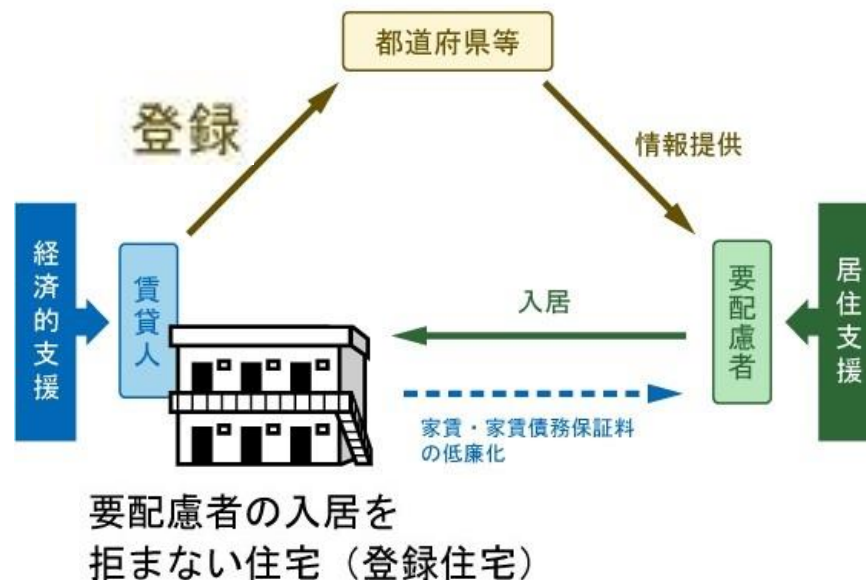 都道府県等
登録
情報提供
経済的支援
賃貸人
入居
要配慮者
居住支援
家賃・家賃債務保証料
の低廉化
要配慮者の入居を
拒まない住宅（登録住宅）